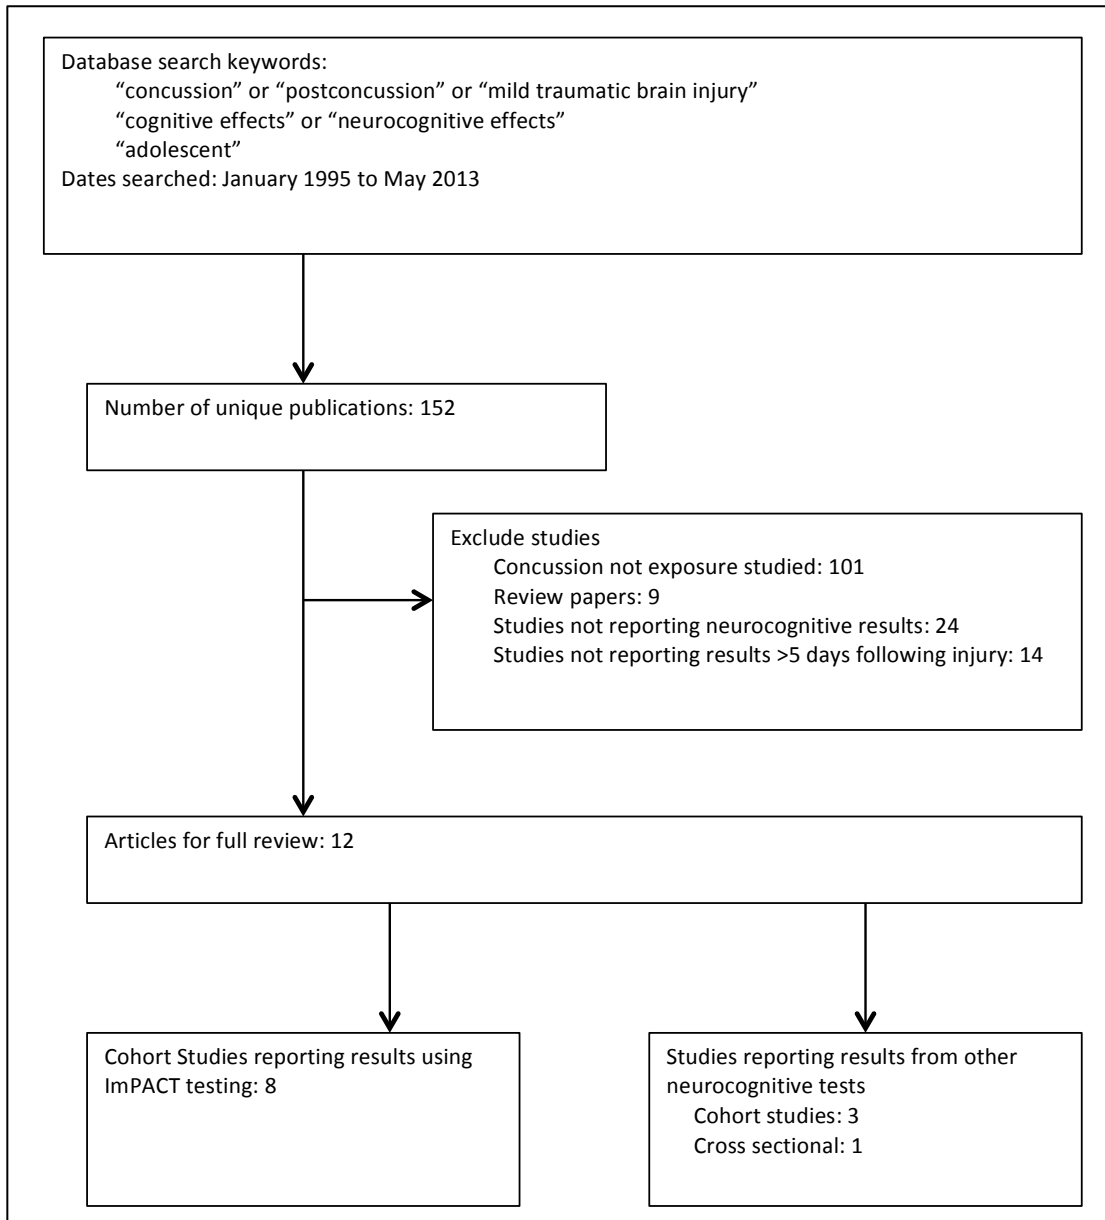 Database search keywords:
“concussion” or “postconcussion” or “mild traumatic brain injury”
“cognitive effects” or “neurocognitive effects”
“adolescent”
Dates searched: January 1995 to May 2013
Number of unique publications: 152
Exclude studies
Concussion not exposure studied: 101
Review papers: 9
Studies not reporting neurocognitive results: 24
Studies not reporting results >5 days following injury: 14
Articles for full review: 12
Cohort Studies reporting results using
ImPACT testing: 8
Studies reporting results from other
neurocognitive tests
Cohort studies: 3
Cross sectional: 1